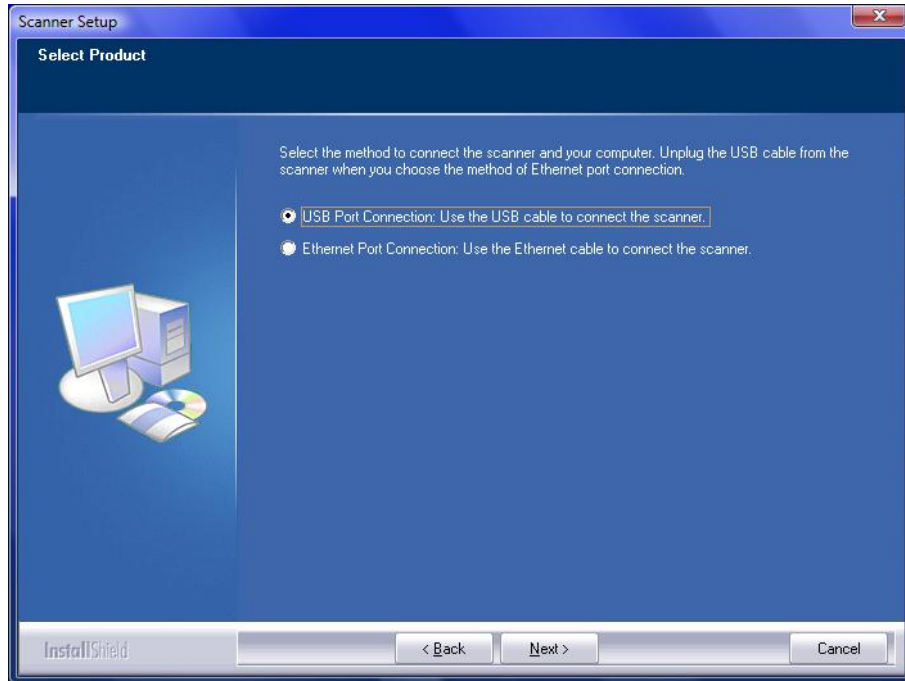 Scanner Setup
Select Product
Select the method to connect the scanner and your computer. Unplug the USB cable from the
scanner when you choose the method of Ethernet port connection.
USB Port Connection: Use the USB cable to connect the scanner.
Ethernet Port Connection: Use the Ethernet cable to connect the scanner.
InstallShield
< Back
Next >
Cancel